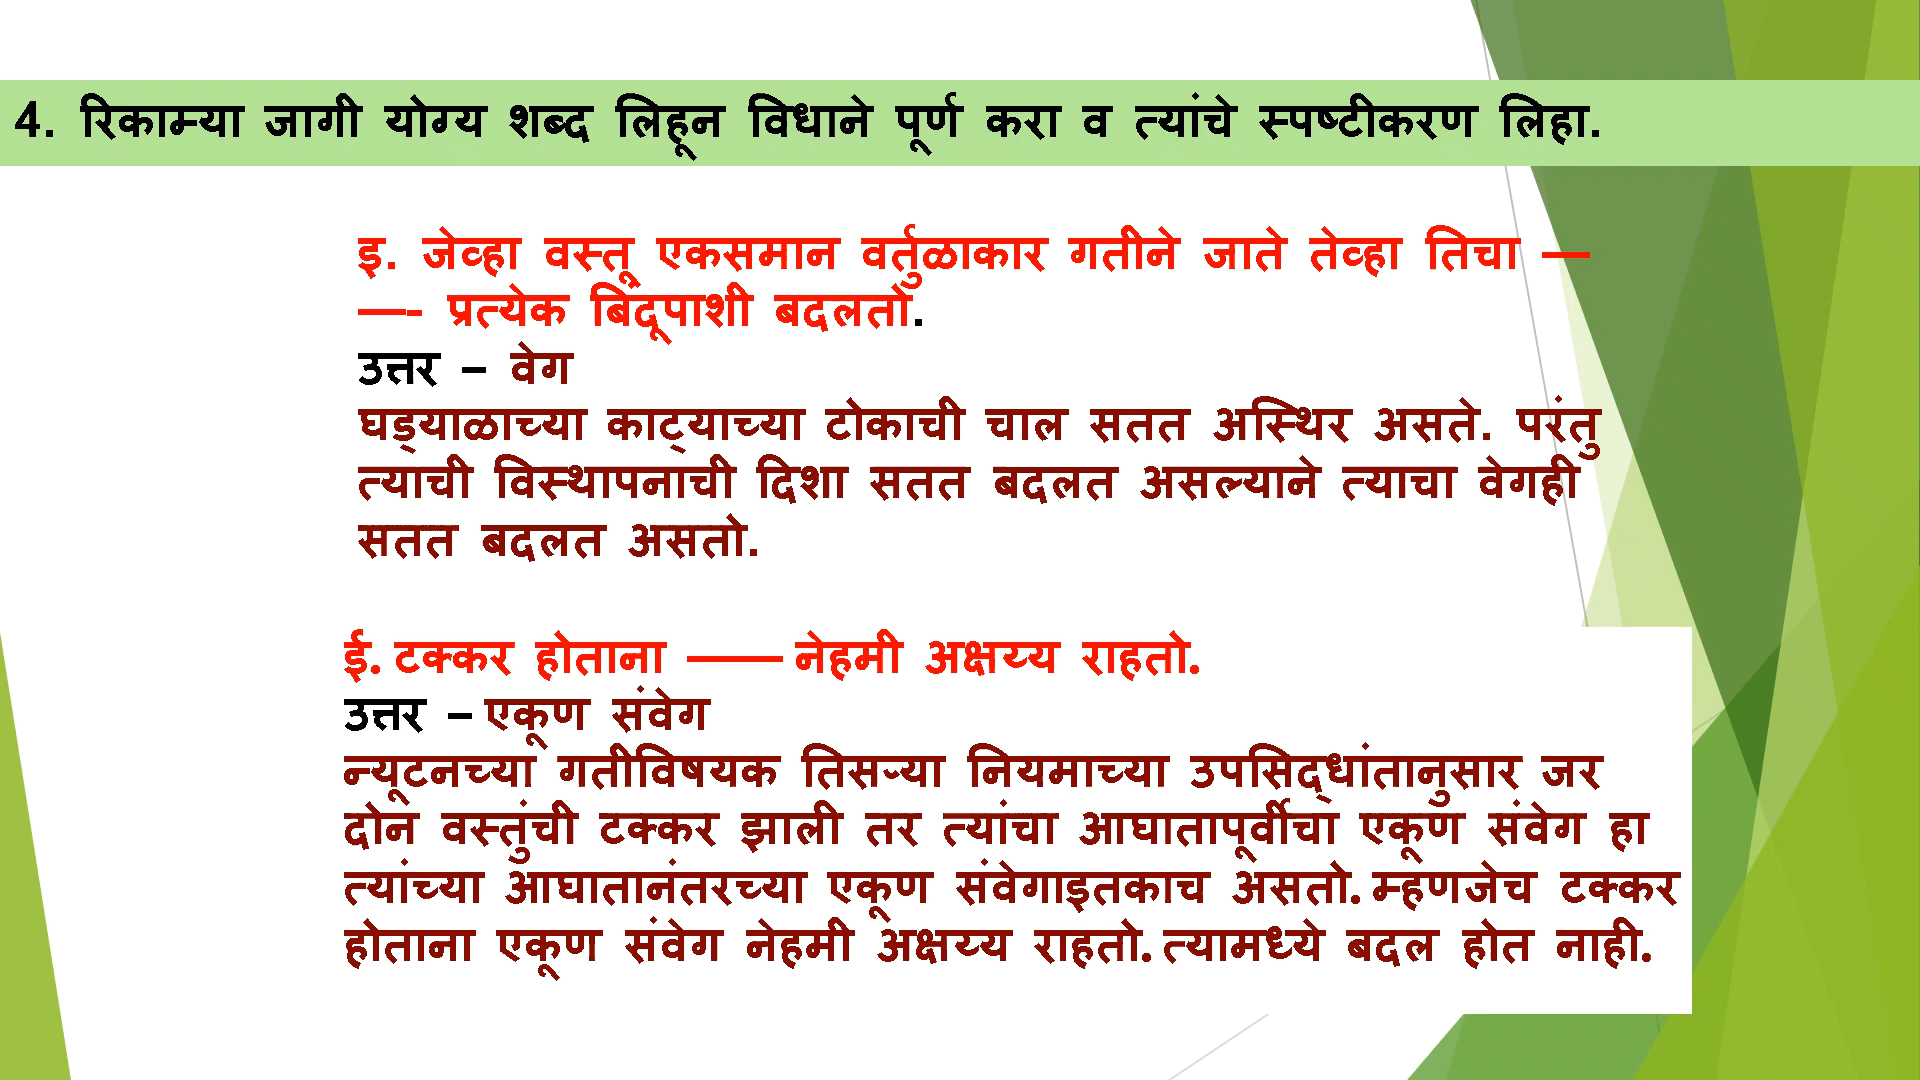 4. रिकाम्या जागी योग्य शब्द लिहून विधाने पूर्ण करा व त्यांचे स्पष्टीकरण लिहा.
इ. जेव्हा वस्तू एकसमान वर्तुळाकार गतीने जाते तेव्हा तिचा —
—- प्रत्येक बिंदूपाशी बदलतो.
उत्तर – वेग
घड्याळाच्या काट्याच्या टोकाची चाल सतत अस्थिर असते. परंतु
त्याची विस्थापनाची दिशा सतत बदलत असल्याने त्याचा वेगही
सतत बदलत असतो.
ई. टक्कर होताना —— नेहमी अक्षय्य राहतो.
उत्तर – एकूण संवेग
न्यूटनच्या गतीविषयक तिसऱ्या नियमाच्या उपसिद्धांतानुसार जर
दोन वस्तुंची टक्कर झाली तर त्यांचा आघातापूर्वीचा एकूण संवेग हा
त्यांच्या आघातानंतरच्या एकूण संवेगाइतकाच असतो. म्हणजेच टक्कर
होताना एकूण संवेग नेहमी अक्षय्य राहतो. त्यामध्ये बदल होत नाही.